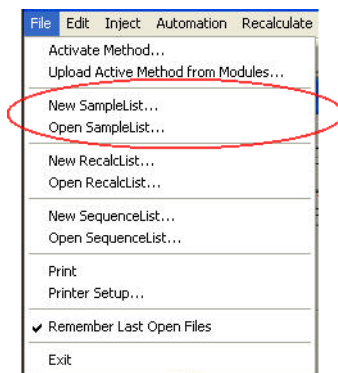 File Edit Inject Automation Recalculate
Activate Method...
Upload Active Method from Modules...
New SampleList...
Open SampleList...
New RecalcList...
Open RecalcList...
New SequenceList...
Open SequenceList...
Print
Printer Setup...
✔ Remember Last Open Files
Exit